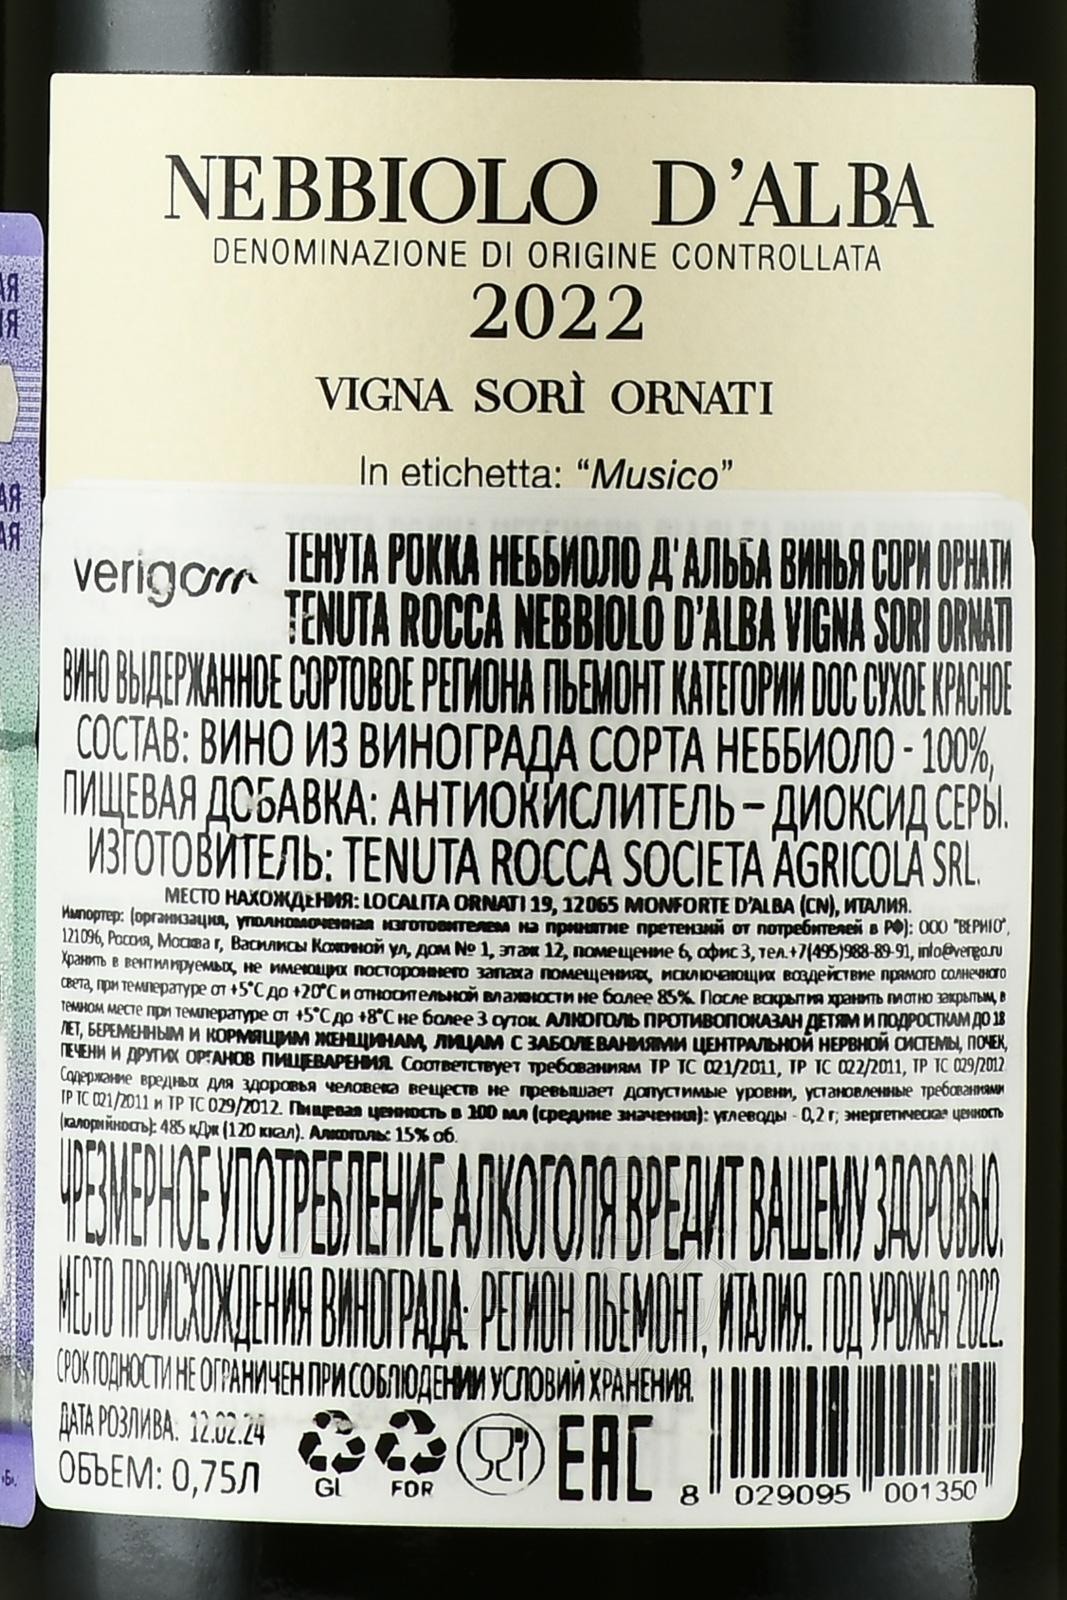 NEBBIOLO D'ALBA
DENOMINAZIONE DI ORIGINE CONTROLLATA
2022
VIGNA SORÌ ORNATI
In etichetta: “Musico”
verigo
ТЕНУТА РОККА НЕББИОЛО Д'АЛЬБА ВИНЬЯ СОРИ ОРНАТИ
TENUTA ROCCA NEBBIOLO D'ALBA VIGNA SORI ORNATI
ВИНО ВЫДЕРЖАННОЕ СОРТОВОЕ РЕГИОНА ПЬЕМОНТ КАТЕГОРИИ DOC СУХОЕ КРАСНОЕ
СОСТАВ: ВИНО ИЗ ВИНОГРАДА СОРТА НЕББИОЛО - 100%,
ПИЩЕВАЯ ДОБАВКА: АНТИОКИСЛИТЕЛЬ – ДИОКСИД СЕРЫ.
ИЗГОТОВИТЕЛЬ: TENUTA ROCCA SOCIETA AGRICOLA SRL.
МЕСТО НАХОЖДЕНИЯ: LOCALITA ORNATI 19, 12065 MONFORTE D'ALBA (CN), ИТАЛИЯ.
Импортер: (организация, уполномоченная изготовителем на принятие претензий от потребителей в РФ): ООО "ВЕРИГО",
121096, Россия, Москва г, Василисы Кожиной ул, дом № 1, этаж 12, помещение 6, офис 3, тел.+7(495)988-89-91, info@verigo.ru
Хранить в вентилируемых, не имеющих постороннего запаха помещениях, исключающих воздействие прямого солнечного
света, при температуре от +5°С до +20°С и относительной влажности не более 85%. После вскрытия хранить плотно закрытым, в
темном месте при температуре от +5°С до +8°С не более 3 суток. АЛКОГОЛЬ ПРОТИВОПОКАЗАН ДЕТЯМ И ПОДРОСТКАМ ДО 18
ЛЕТ, БЕРЕМЕННЫМ И КОРМЯЩИМ ЖЕНЩИНАМ, ЛИЦАМ С ЗАБОЛЕВАНИЯМИ ЦЕНТРАЛЬНОЙ НЕРВНОЙ СИСТЕМЫ, ПОЧЕК,
ПЕЧЕНИ И ДРУГИХ ОРГАНОВ ПИЩЕВАРЕНИЯ. Соответствует требованиям ТР ТС 021/2011, ТР ТС 022/2011, ТР ТС 029/2012
Содержание вредных для здоровья человека веществ не превышает допустимые уровни, установленные требованиями
ТР ТС 021/2011 и ТР ТС 029/2012. Пищевая ценность в 100 мл (средние значения): углеводы - 0,2 г; энергетическая ценность
(калорийность): 485 кДж (120 ккал). Алкоголь: 15% об.
ЧРЕЗМЕРНОЕ УПОТРЕБЛЕНИЕ АЛКОГОЛЯ ВРЕДИТ ВАШЕМУ ЗДОРОВЬЮ.
МЕСТО ПРОИСХОЖДЕНИЯ ВИНОГРАДА: РЕГИОН ПЬЕМОНТ, ИТАЛИЯ. ГОД УРОЖАЯ 2022.
СРОК ГОДНОСТИ НЕ ОГРАНИЧЕН ПРИ СОБЛЮДЕНИИ УСЛОВИЙ ХРАНЕНИЯ.
ДАТА РОЗЛИВА: 12.02.24
ОБЪЕМ: 0,75Л
GL FOR EAC
8 029095 001350